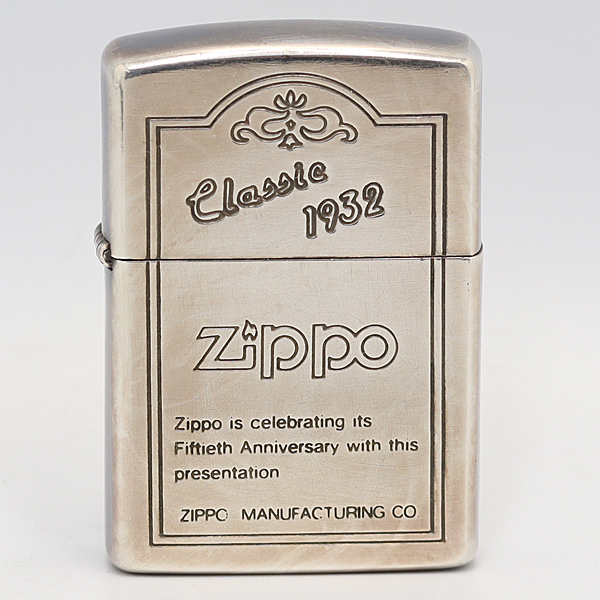 Classic
1932
Zippo
Zippo is celebrating its
Fiftieth Anniversary with this
presentation
ZIPPO MANUFACTURING CO